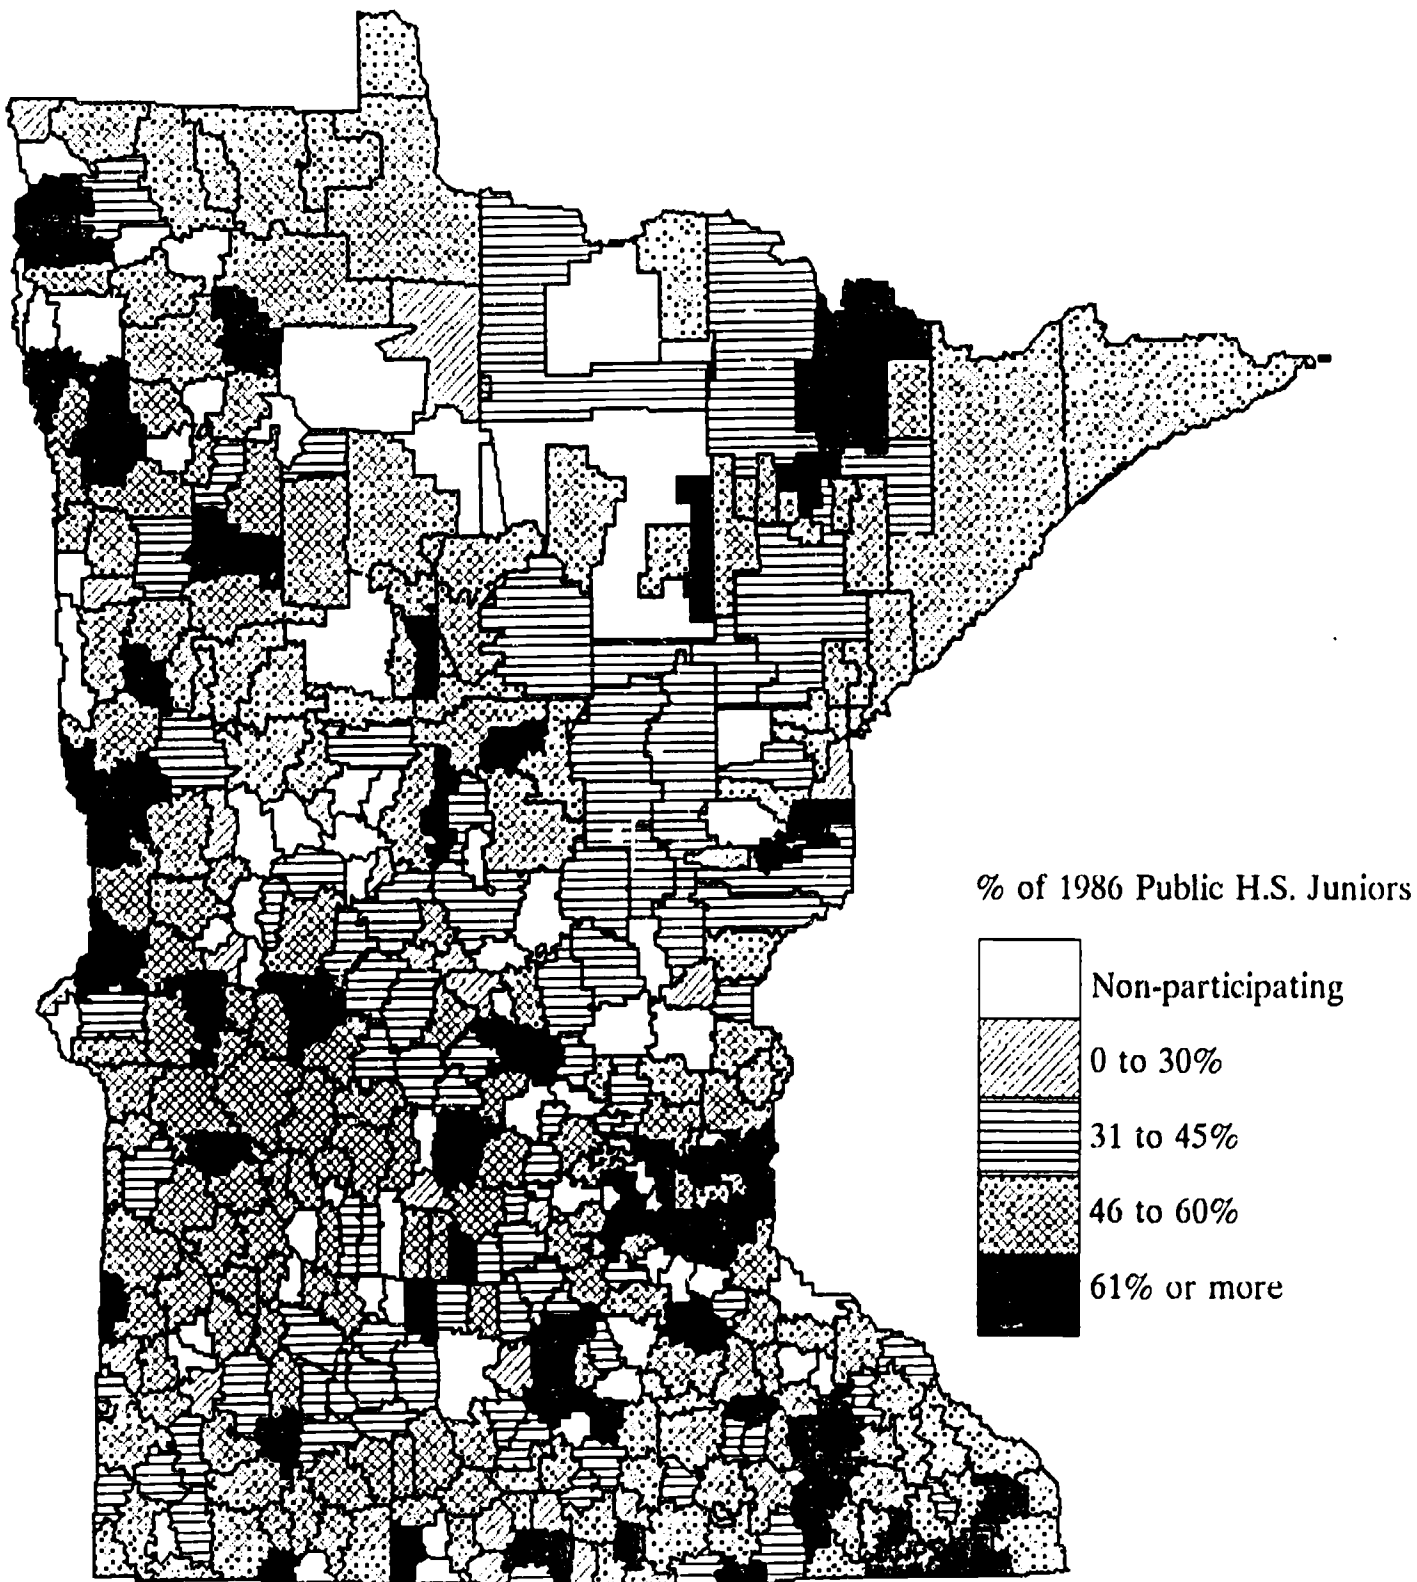 % of 1986 Public H.S. Juniors
Non-participating
0 to 30%
31 to 45%
46 to 60%
61% or more